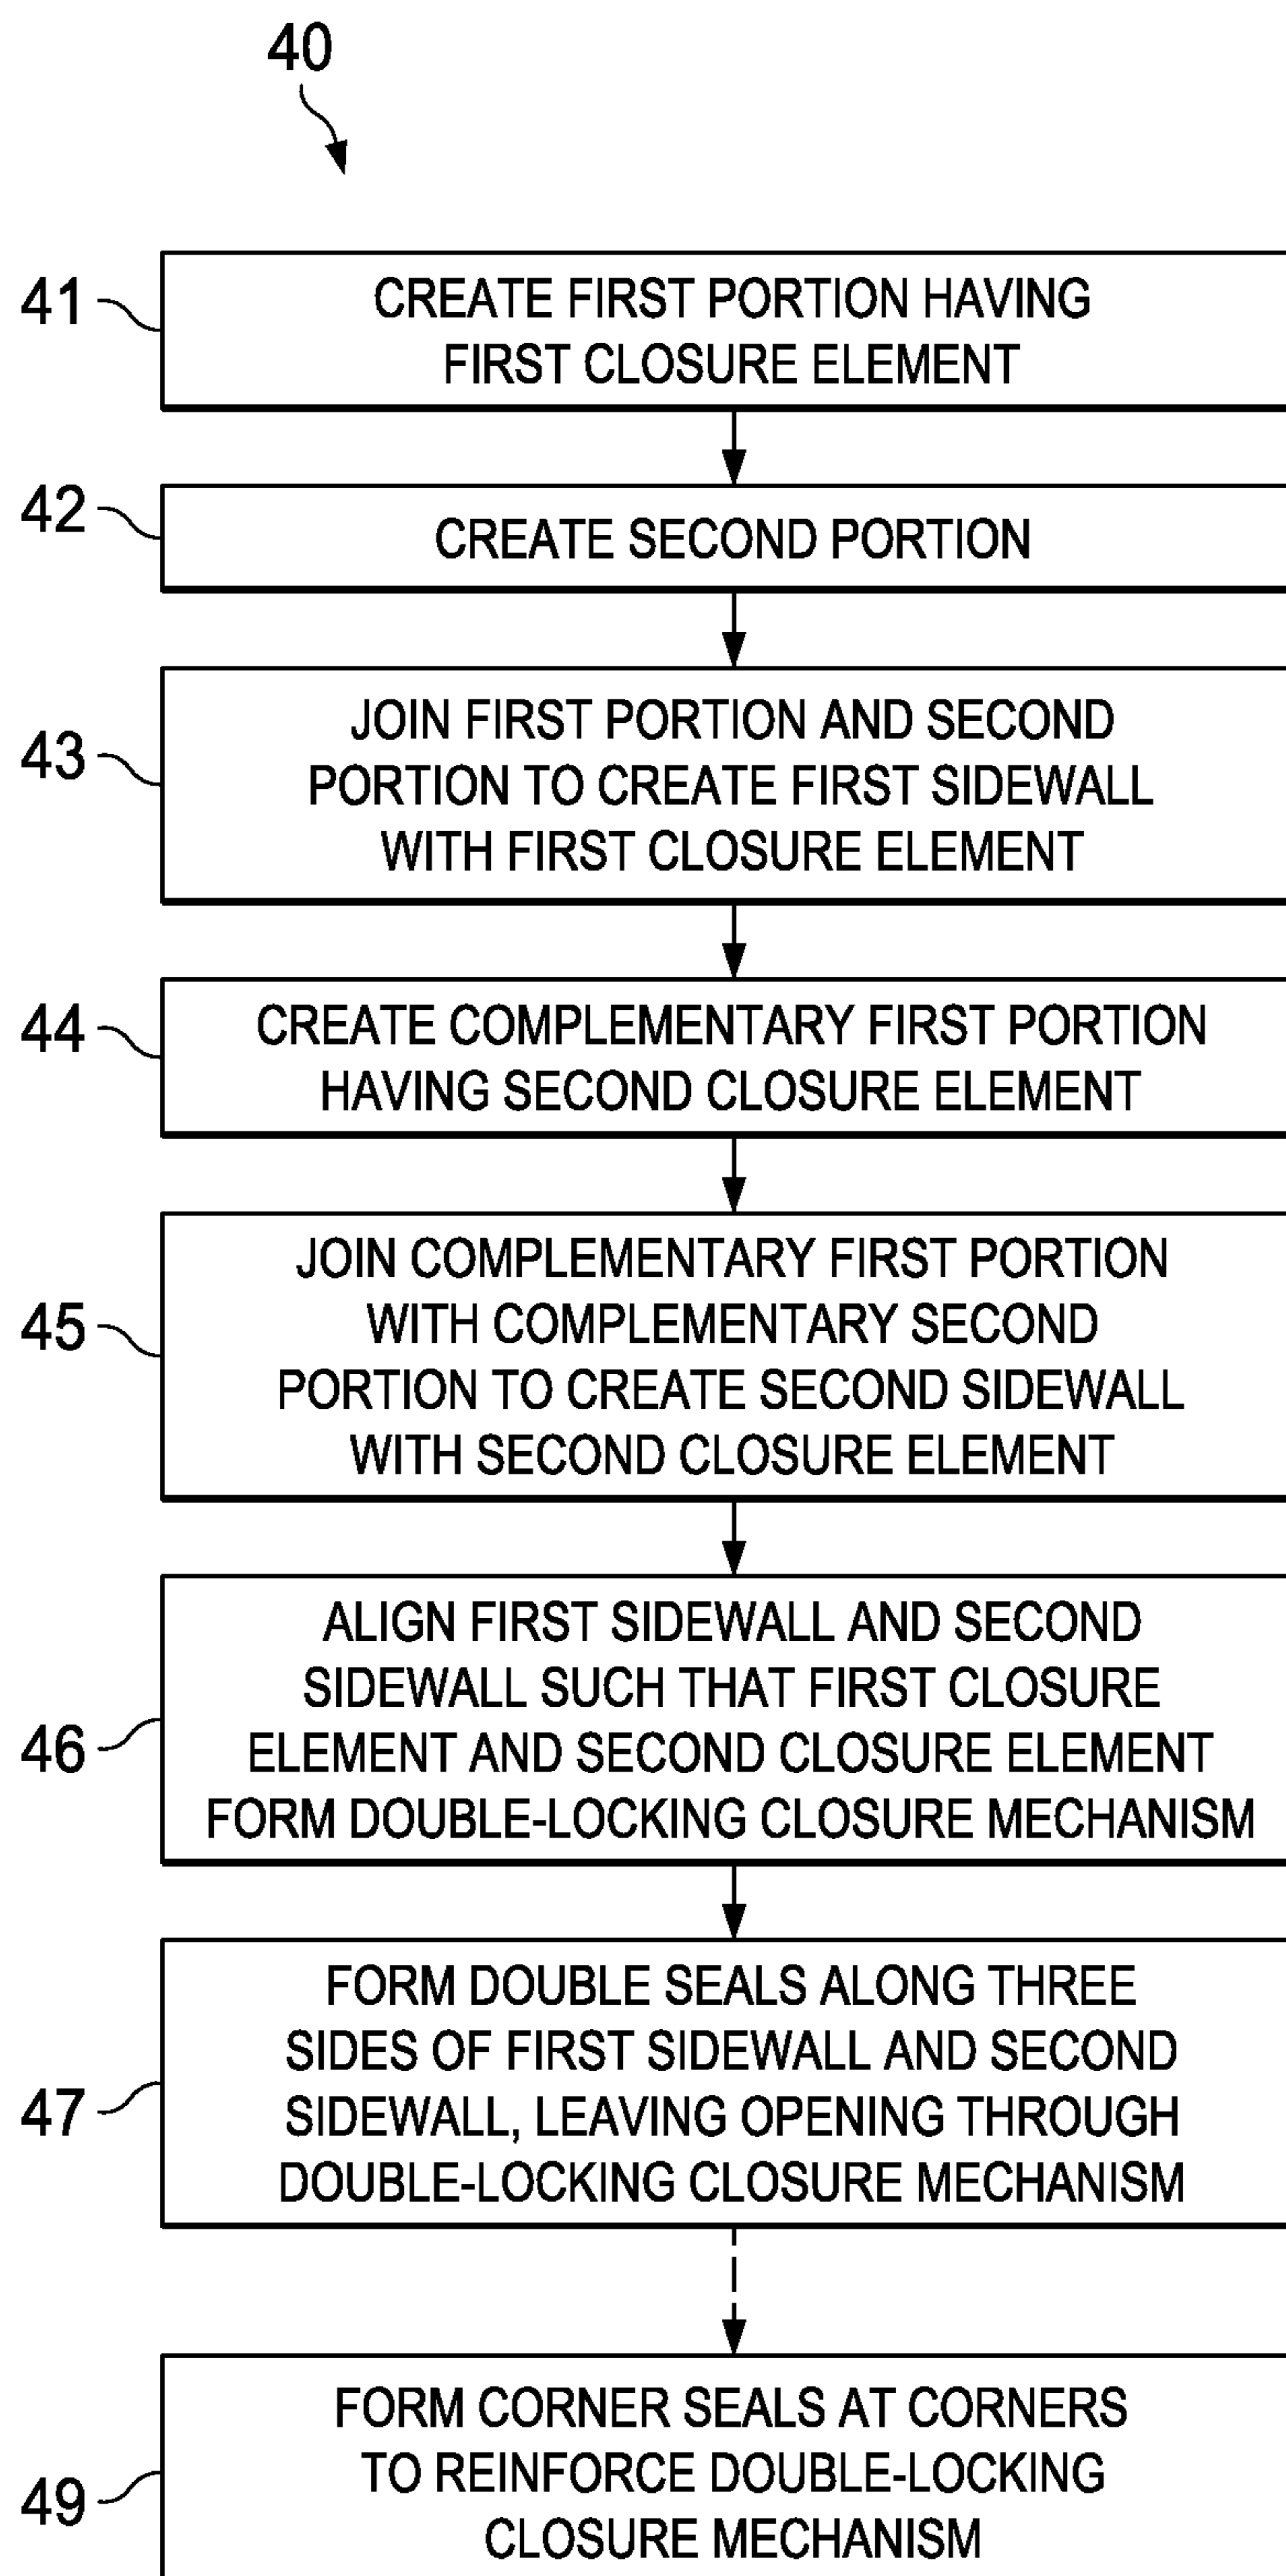 40
41
CREATE FIRST PORTION HAVING
FIRST CLOSURE ELEMENT
42
CREATE SECOND PORTION
43
JOIN FIRST PORTION AND SECOND
PORTION TO CREATE FIRST SIDEWALL
WITH FIRST CLOSURE ELEMENT
44
CREATE COMPLEMENTARY FIRST PORTION
HAVING SECOND CLOSURE ELEMENT
45
JOIN COMPLEMENTARY FIRST PORTION
WITH COMPLEMENTARY SECOND
PORTION TO CREATE SECOND SIDEWALL
WITH SECOND CLOSURE ELEMENT
46
ALIGN FIRST SIDEWALL AND SECOND
SIDEWALL SUCH THAT FIRST CLOSURE
ELEMENT AND SECOND CLOSURE ELEMENT
FORM DOUBLE-LOCKING CLOSURE MECHANISM
47
FORM DOUBLE SEALS ALONG THREE
SIDES OF FIRST SIDEWALL AND SECOND
SIDEWALL, LEAVING OPENING THROUGH
DOUBLE-LOCKING CLOSURE MECHANISM
49
FORM CORNER SEALS AT CORNERS
TO REINFORCE DOUBLE-LOCKING
CLOSURE MECHANISM